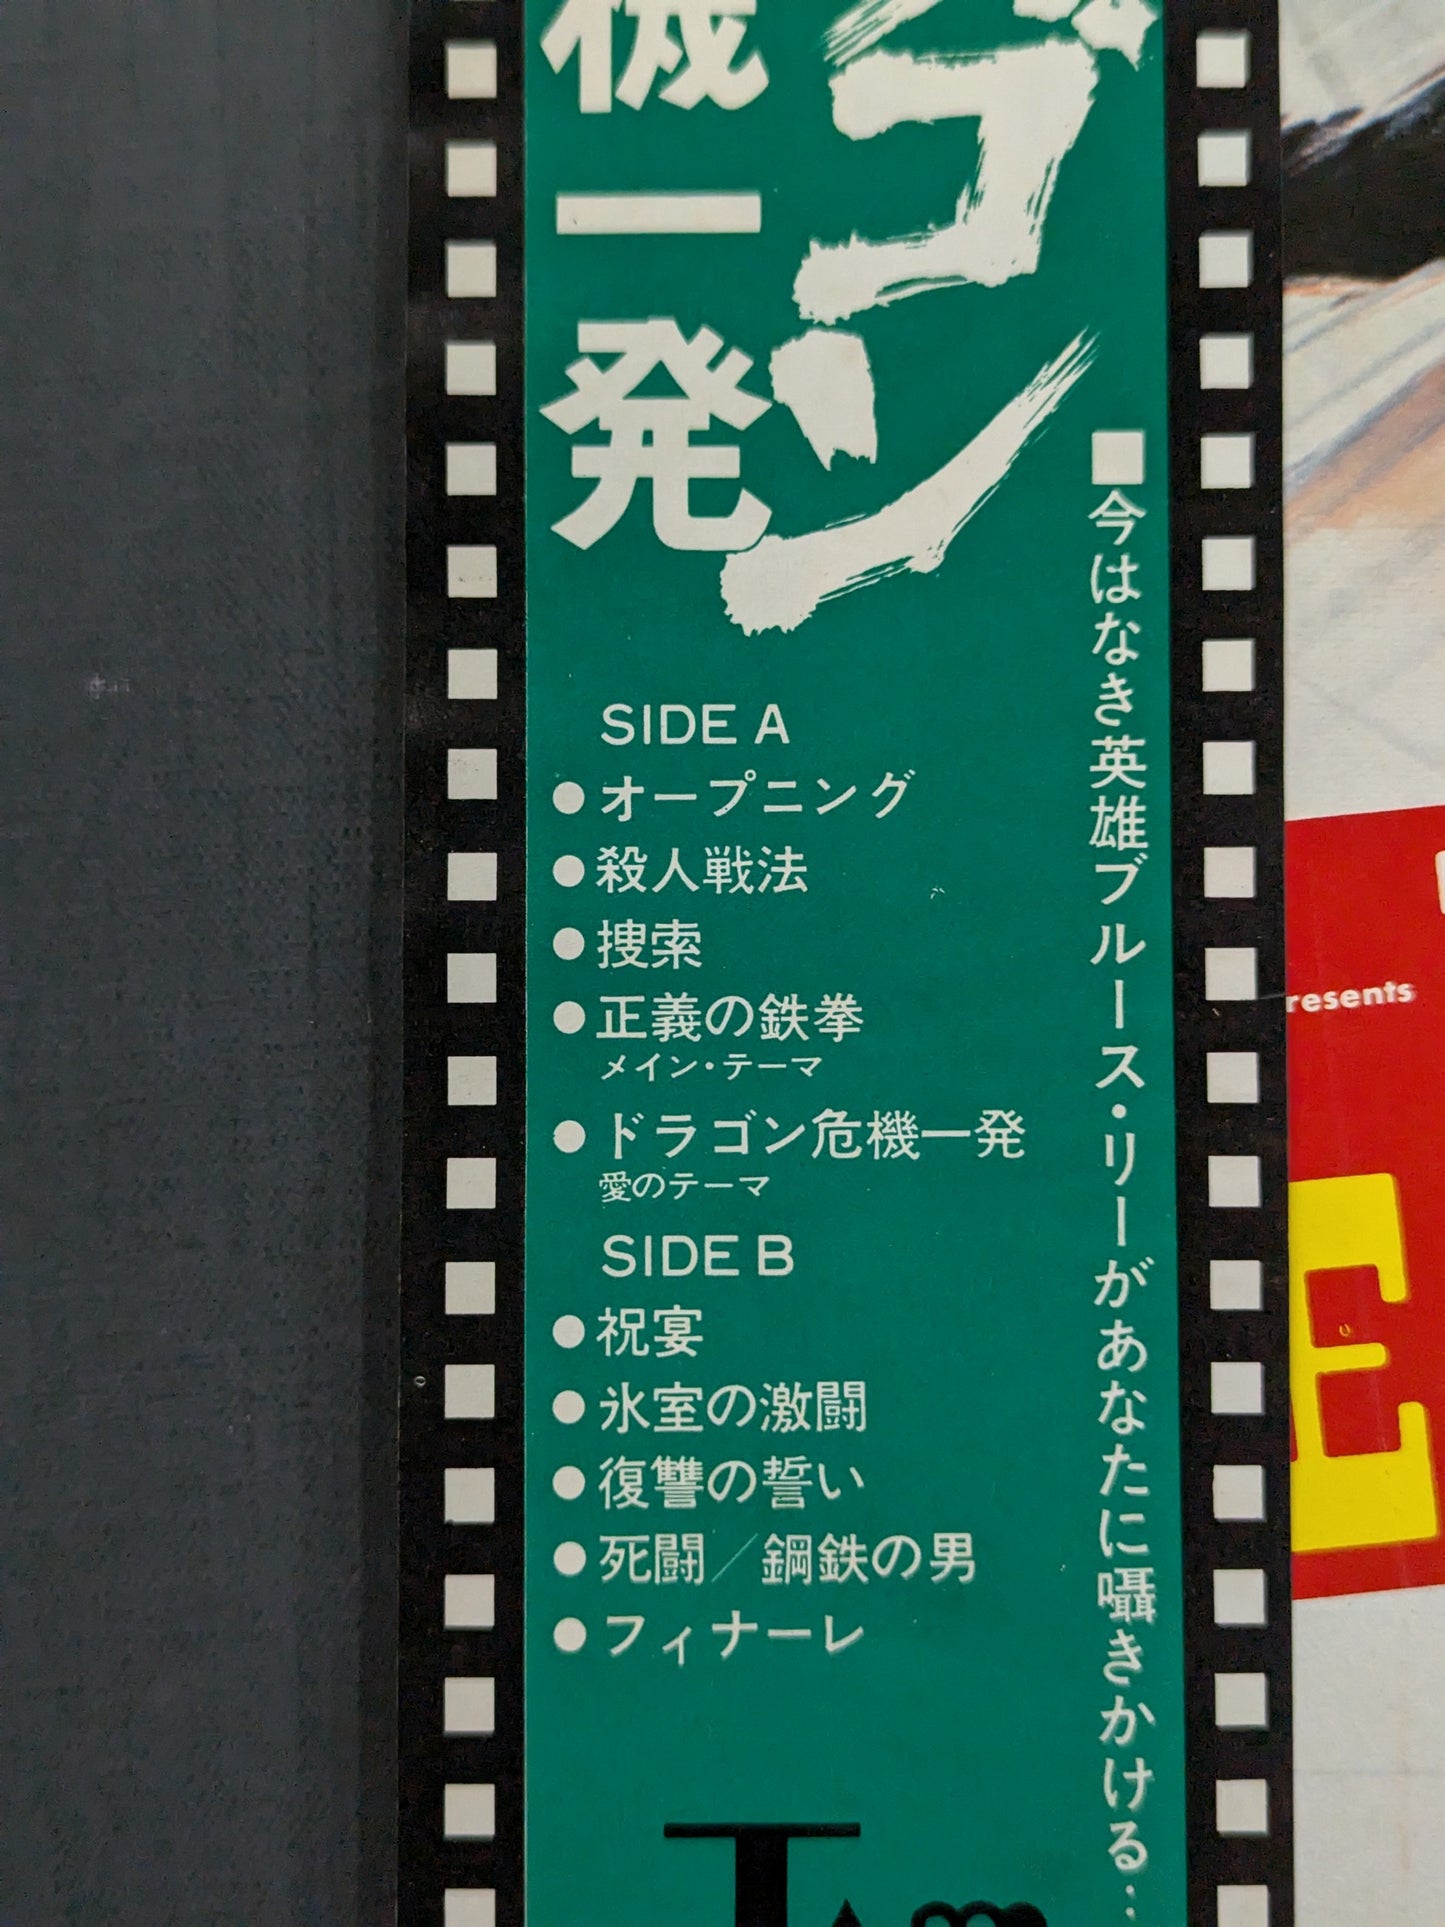 ゴン
機一発
■今はなき英雄ブルース・リーがあなたに囁きかける…
SIDE A
●オープニング
●殺人戦法
●捜索
●正義の鉄拳
メイン・テーマ
●ドラゴン危機一発
愛のテーマ
SIDE B
●祝宴
●氷室の激闘
●復讐の誓い
●死闘／鋼鉄の男
●フィナーレ
resents
E